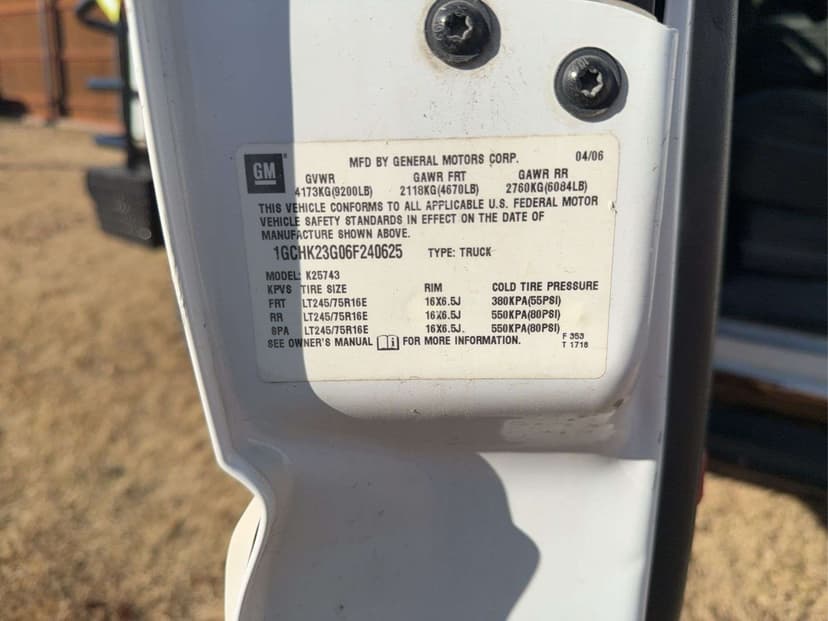 GM
MFD BY GENERAL MOTORS CORP. 04/06
GVWR GAWR FRT GAWR RR
4173KG(9200LB) 2118KG(4670LB) 2760KG(6084LB)
THIS VEHICLE CONFORMS TO ALL APPLICABLE U.S. FEDERAL MOTOR
VEHICLE SAFETY STANDARDS IN EFFECT ON THE DATE OF
MANUFACTURE SHOWN ABOVE.
1GCHK23G06F240625 TYPE: TRUCK
MODEL: K25743
KPVS TIRE SIZE RIM COLD TIRE PRESSURE
FRT LT245/75R16E 16X6.5J 380KPA(55PSI)
RR LT245/75R16E 16X6.5J 550KPA(80PSI)
SPA LT245/75R16E 16X6.5J. 550KPA(80PSI)
SEE OWNER'S MANUAL FOR MORE INFORMATION. F 353
T 1718